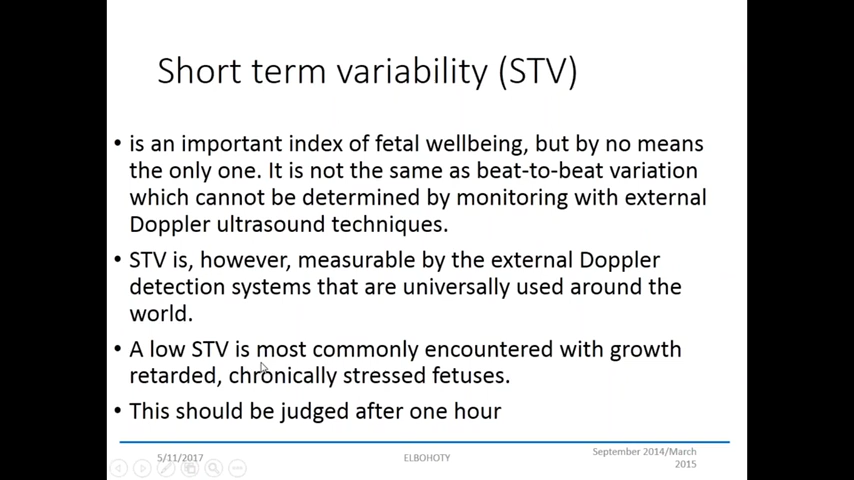 Short term variability (STV)
• is an important index of fetal wellbeing, but by no means
the only one. It is not the same as beat-to-beat variation
which cannot be determined by monitoring with external
Doppler ultrasound techniques.
• STV is, however, measurable by the external Doppler
detection systems that are universally used around the
world.
• A low STV is most commonly encountered with growth
retarded, chronically stressed fetuses.
• This should be judged after one hour
5/11/2017
ELBOHOTY
September 2014/March
2015